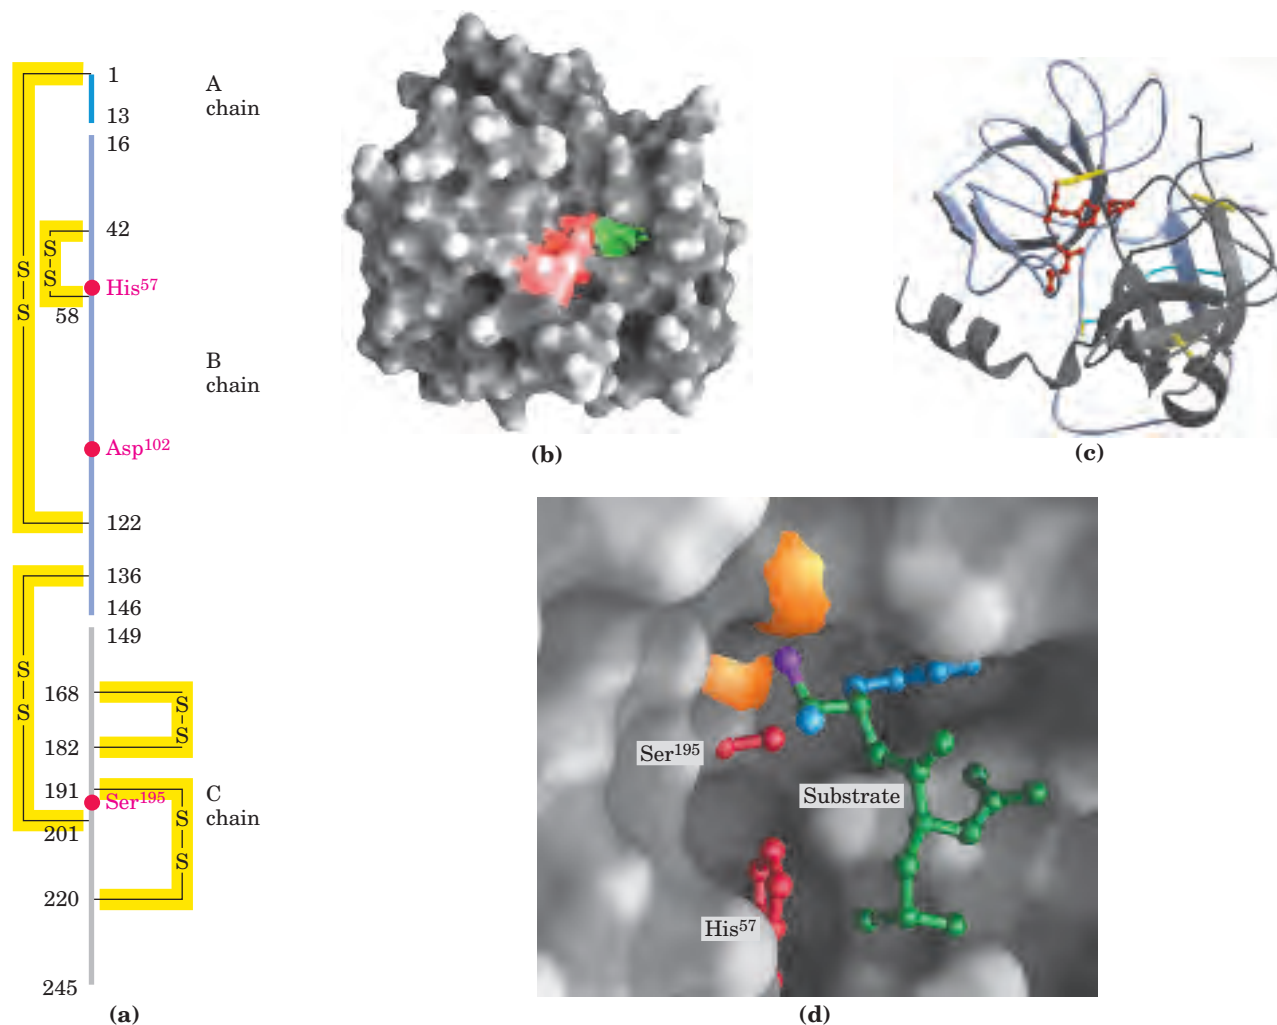 1
A
chain
13
16
42
S
S
His57
58
S
S
B
chain
Asp102
122
136
146
149
S
S
168
S
S
182
191
Ser195
C
chain
201
S
S
220
245
(a)
(b)
(c)
Ser195
Substrate
His57
(d)